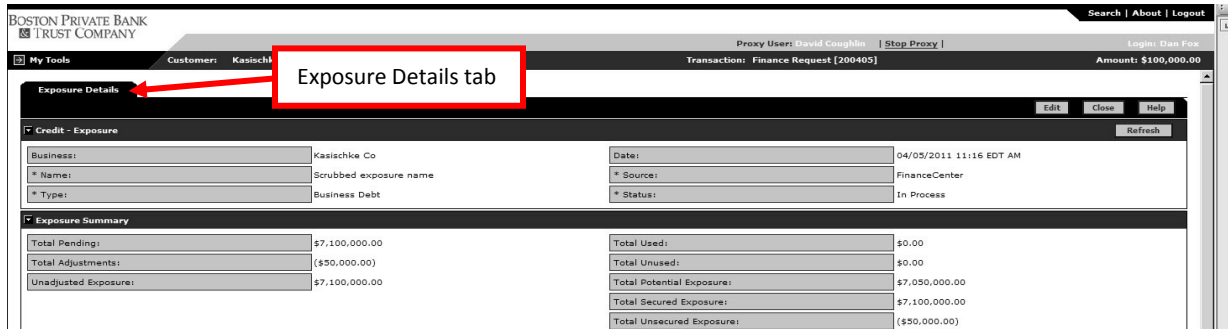 Search | About | Logout
BOSTON PRIVATE BANK
TRUST COMPANY
Proxy User: David Coughlin | Stop Proxy | Login: Dan Fox
My Tools Customer: Transaction: Finance Request [200405] Amount: $100,000.00
Exposure Details tab
Exposure Details
Edit Close Help
Credit - Exposure Refresh
Business: Kasischke Co Date: 04/05/2011 11:16 EDT AM
* Name: Scrubbed exposure name * Source: FinanceCenter
* Type: Business Debt * Status: In Process
Exposure Summary
Total Pending: $7,100,000.00 Total Used: $0.00
Total Adjustments: ($50,000.00) Total Unused: $0.00
Unadjusted Exposure: $7,100,000.00 Total Potential Exposure: $7,050,000.00
Total Secured Exposure: $7,100,000.00
Total Unsecured Exposure: ($50,000.00)